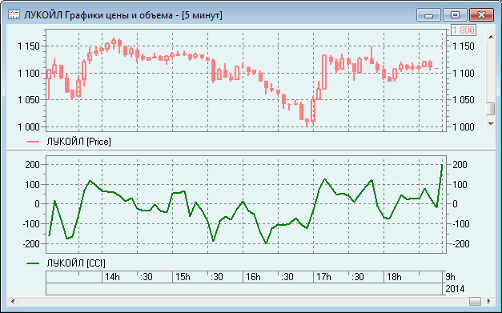 ЛУКОЙЛ Графики цены и объема - [5 минут]
1 800
1 150 1 150
1 100 1 100
1 050 1 050
1 000 1 000
ЛУКОЙЛ [Price]
200 200
100 100
0 0
-100 -100
-200 -200
ЛУКОЙЛ [CCI]
14h :30 15h :30 16h :30 17h :30 18h 9h
2014